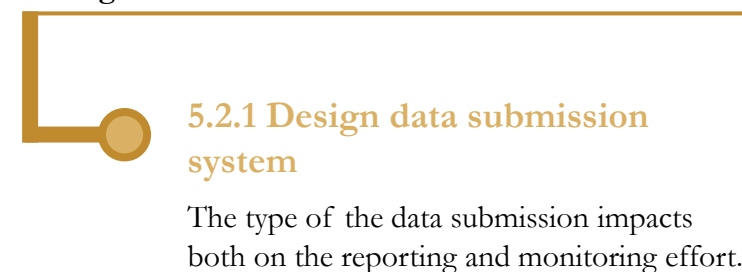 5.2.1 Design data submission
system
The type of the data submission impacts
both on the reporting and monitoring effort.